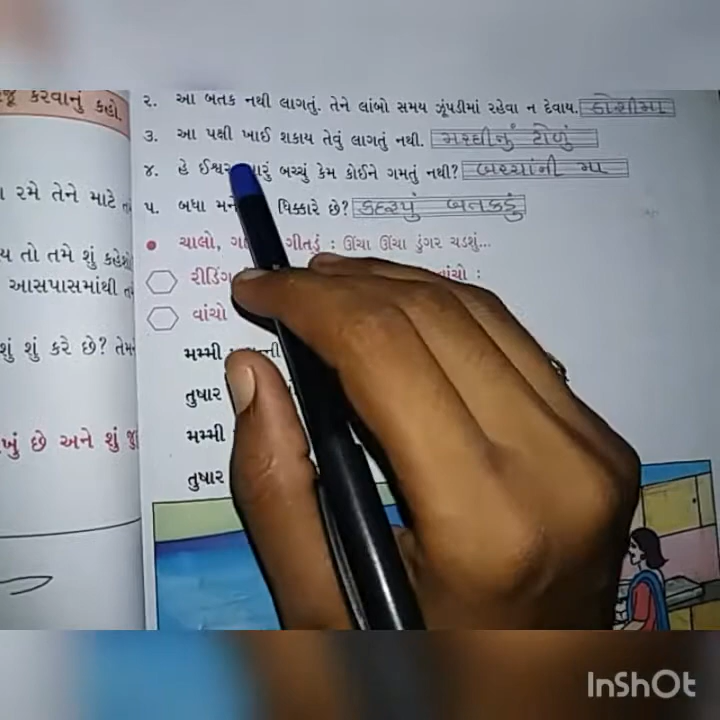 જૂ કરવાનું કહો.
૨. આ બતક નથી લાગતું. તેને લાંબો સમય ઝૂંપડીમાં રહેવા ન દેવાય. ડોશીમા
૩. આ પક્ષી ખાઈ શકાય તેવું લાગતું નથી. મરઘીનું ટોળું
૪. હે ઈશ્વર બચ્ચું કેમ કોઈને ગમતું નથી? બચ્ચાંની મા
૫. બધા ધિક્કારે છે? કદરૂપું બતકડું
• ચાલો, ગીતડું : ઊંચા ઊંચા ડુંગર ચડશું...
રીડિંગ
વાંચો
મમ્મી
તુષાર
મમ્મી
તુષાર
રમે તેને માટે
તો તમે શું કહેશો
આસપાસમાંથી
શું શું કરે છે?
છે અને શું
InShOt